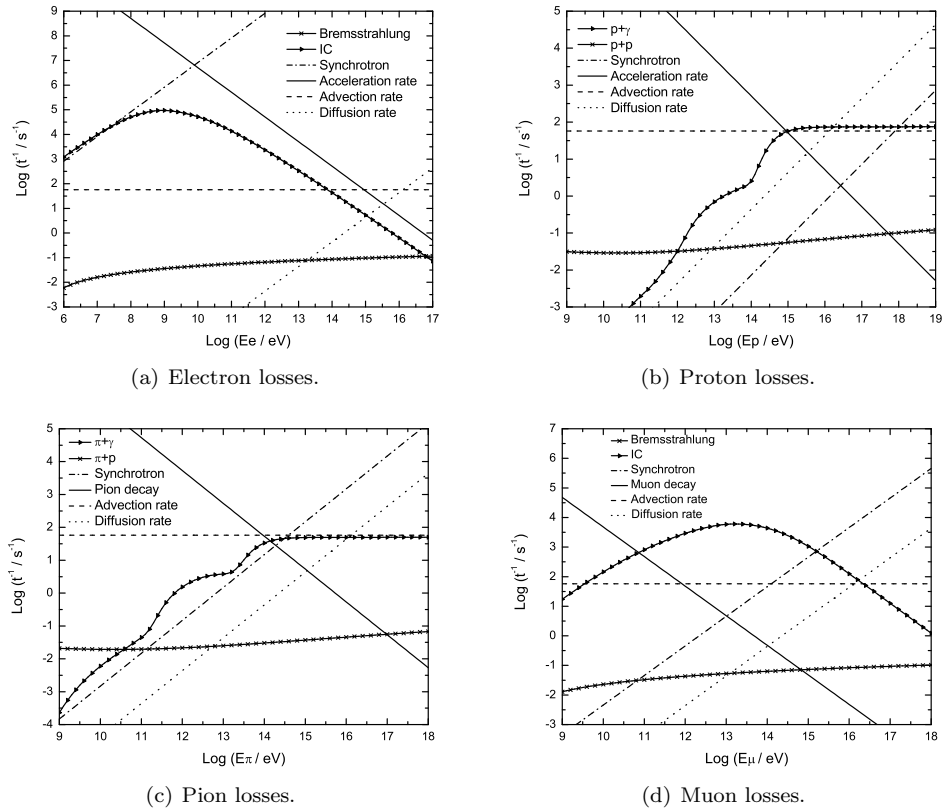 9
8
7
6
5
4
3
2
1
0
-1
-2
-3
Log (t⁻¹ / s⁻¹)
Bremsstrahlung
IC
Synchrotron
Acceleration rate
Advection rate
Diffusion rate
6 7 8 9 10 11 12 13 14 15 16 17
Log (Ee / eV)
(a) Electron losses.
5
4
3
2
1
0
-1
-2
-3
Log (t⁻¹ / s⁻¹)
p+γ
p+p
Synchrotron
Acceleration rate
Advection rate
Diffusion rate
9 10 11 12 13 14 15 16 17 18 19
Log (Ep / eV)
(b) Proton losses.
5
4
3
2
1
0
-1
-2
-3
-4
Log (t⁻¹ / s⁻¹)
π+γ
π+p
Synchrotron
Pion decay
Advection rate
Diffusion rate
9 10 11 12 13 14 15 16 17 18
Log (Eπ / eV)
(c) Pion losses.
7
6
5
4
3
2
1
0
-1
-2
-3
Log (t⁻¹ / s⁻¹)
Bremsstrahlung
IC
Synchrotron
Muon decay
Advection rate
Diffusion rate
9 10 11 12 13 14 15 16 17 18
Log (Eμ / eV)
(d) Muon losses.